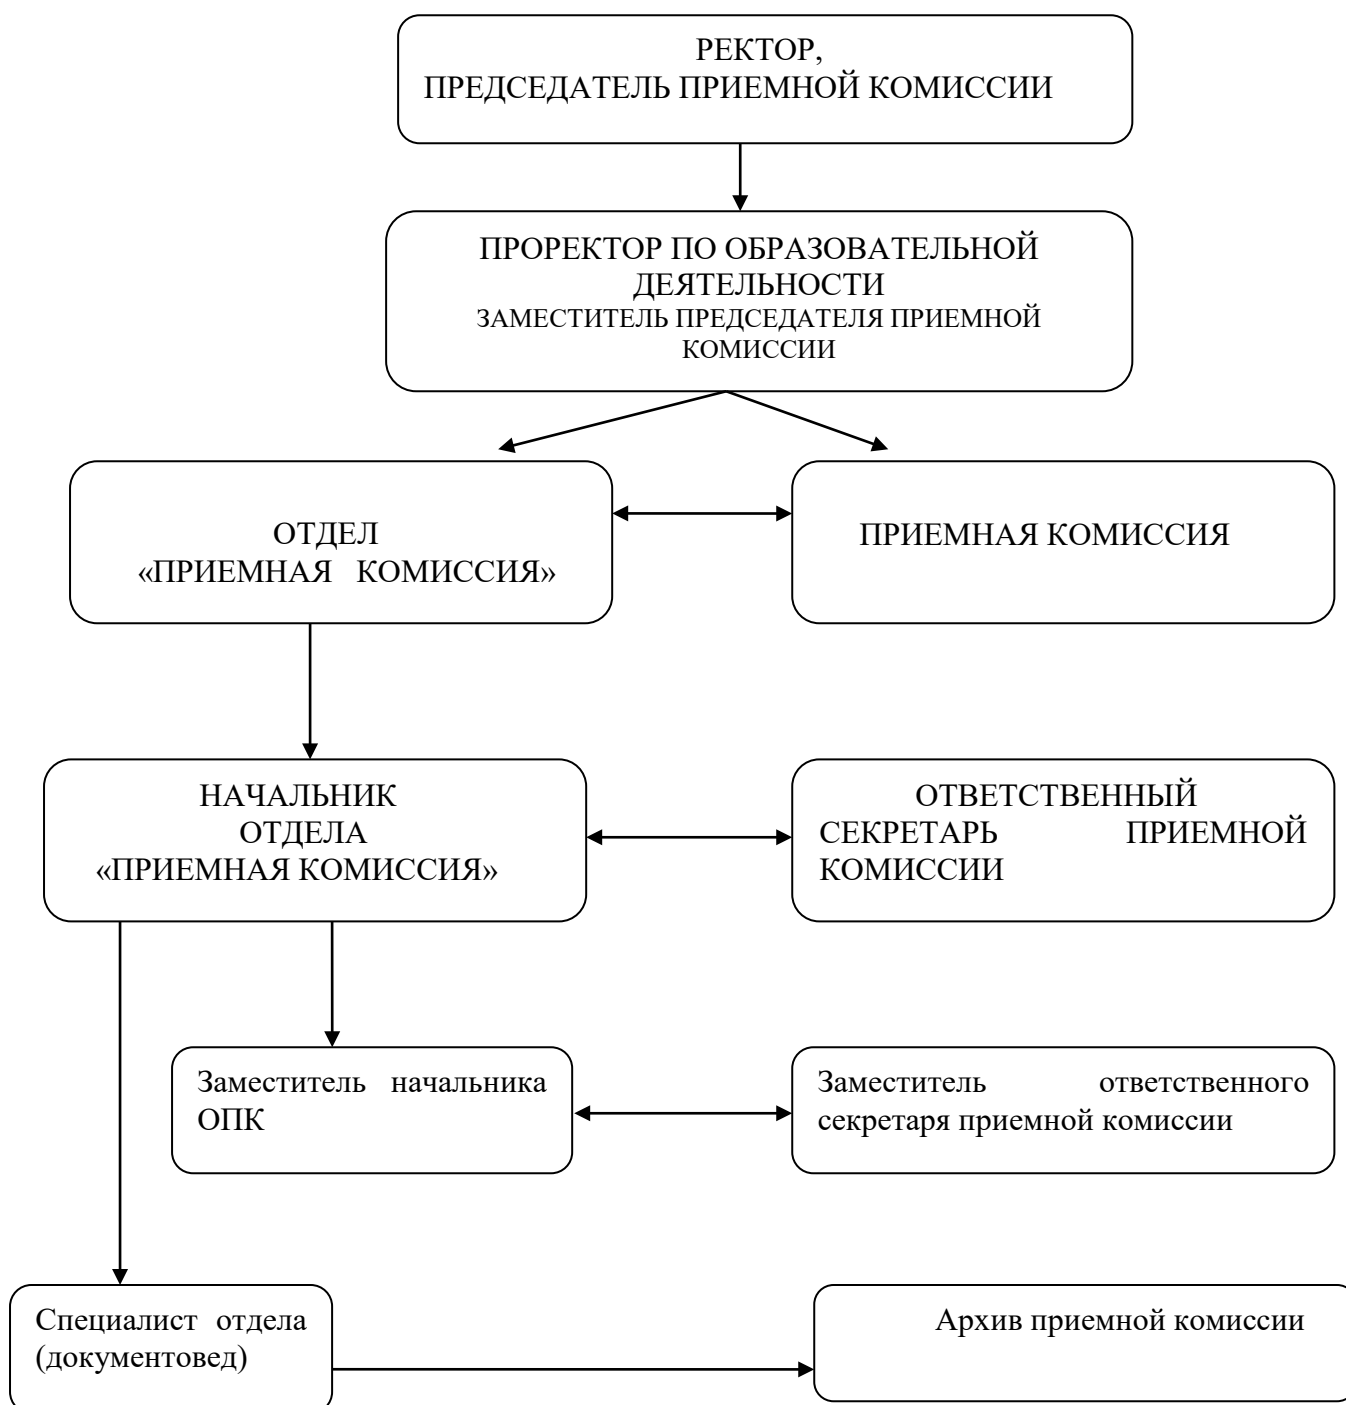 РЕКТОР,
ПРЕДСЕДАТЕЛЬ ПРИЕМНОЙ КОМИССИИ
ПРОРЕКТОР ПО ОБРАЗОВАТЕЛЬНОЙ
ДЕЯТЕЛЬНОСТИ
ЗАМЕСТИТЕЛЬ ПРЕДСЕДАТЕЛЯ ПРИЕМНОЙ
КОМИССИИ
ОТДЕЛ
«ПРИЕМНАЯ КОМИССИЯ»
ПРИЕМНАЯ КОМИССИЯ
НАЧАЛЬНИК
ОТДЕЛА
«ПРИЕМНАЯ КОМИССИЯ»
ОТВЕТСТВЕННЫЙ
СЕКРЕТАРЬ ПРИЕМНОЙ
КОМИССИИ
Заместитель начальника
ОПК
Заместитель ответственного
секретаря приемной комиссии
Специалист отдела
(документовед)
Архив приемной комиссии